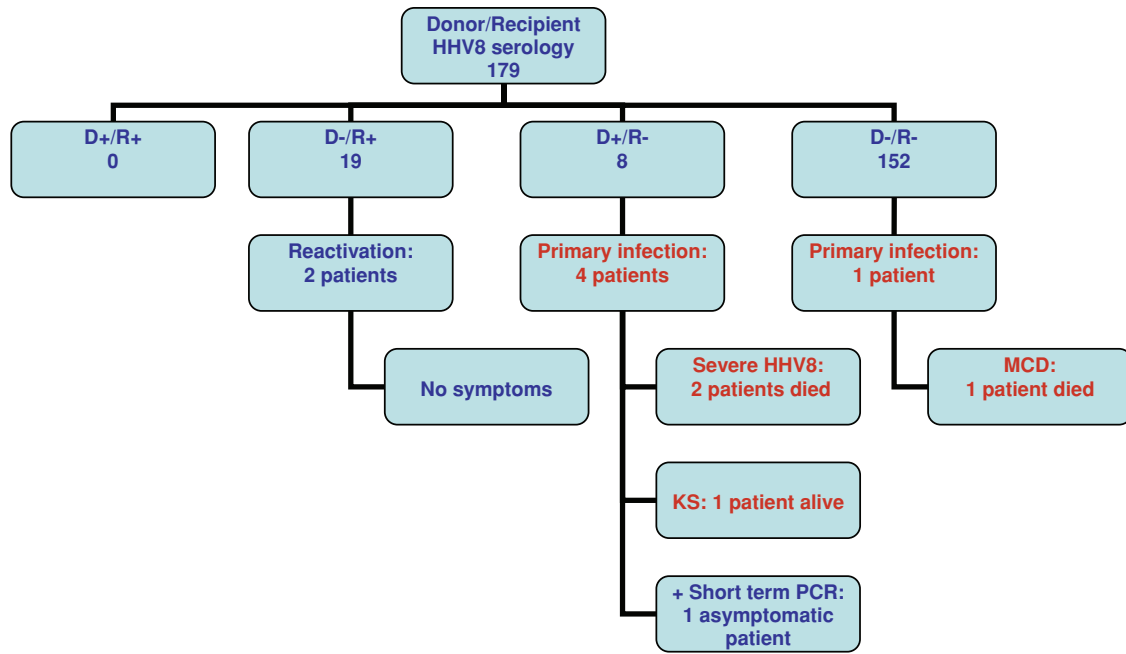 Donor/Recipient
HHV8 serology
179
D+/R+
0
D-/R+
19
D+/R-
8
D-/R-
152
Reactivation:
2 patients
Primary infection:
4 patients
Primary infection:
1 patient
No symptoms
Severe HHV8:
2 patients died
MCD:
1 patient died
KS: 1 patient alive
+ Short term PCR:
1 asymptomatic
patient